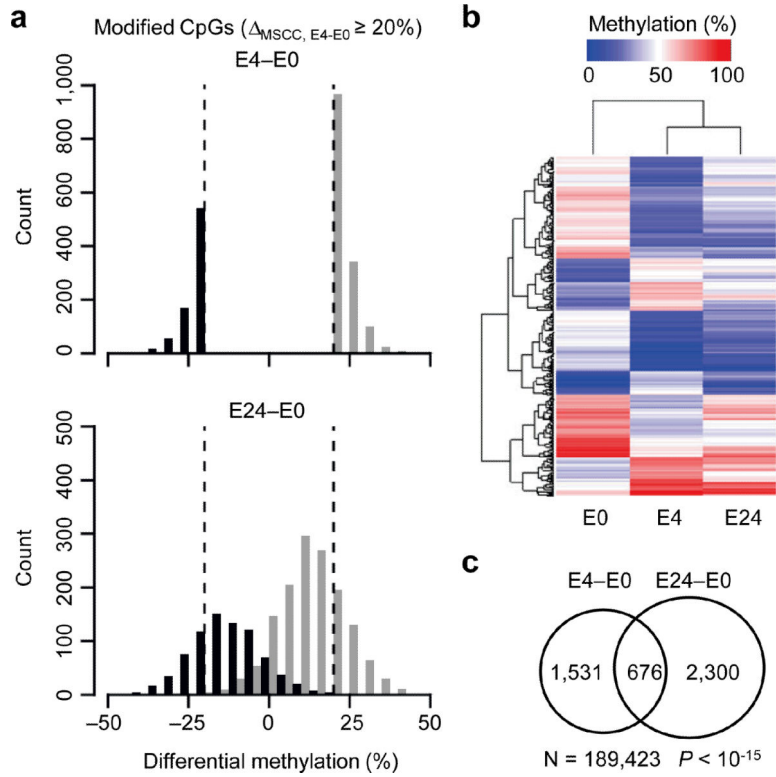 a
Modified CpGs (ΔMSCC, E4-E0 ≥ 20%)
E4–E0
Count
1,000
800
600
400
200
0
E24–E0
Count
500
400
300
200
100
0
−50
−25
0
25
50
Differential methylation (%)
b
Methylation (%)
0
50
100
E0
E4
E24
c
E4–E0
E24–E0
1,531
676
2,300
N = 189,423
P < 10-15